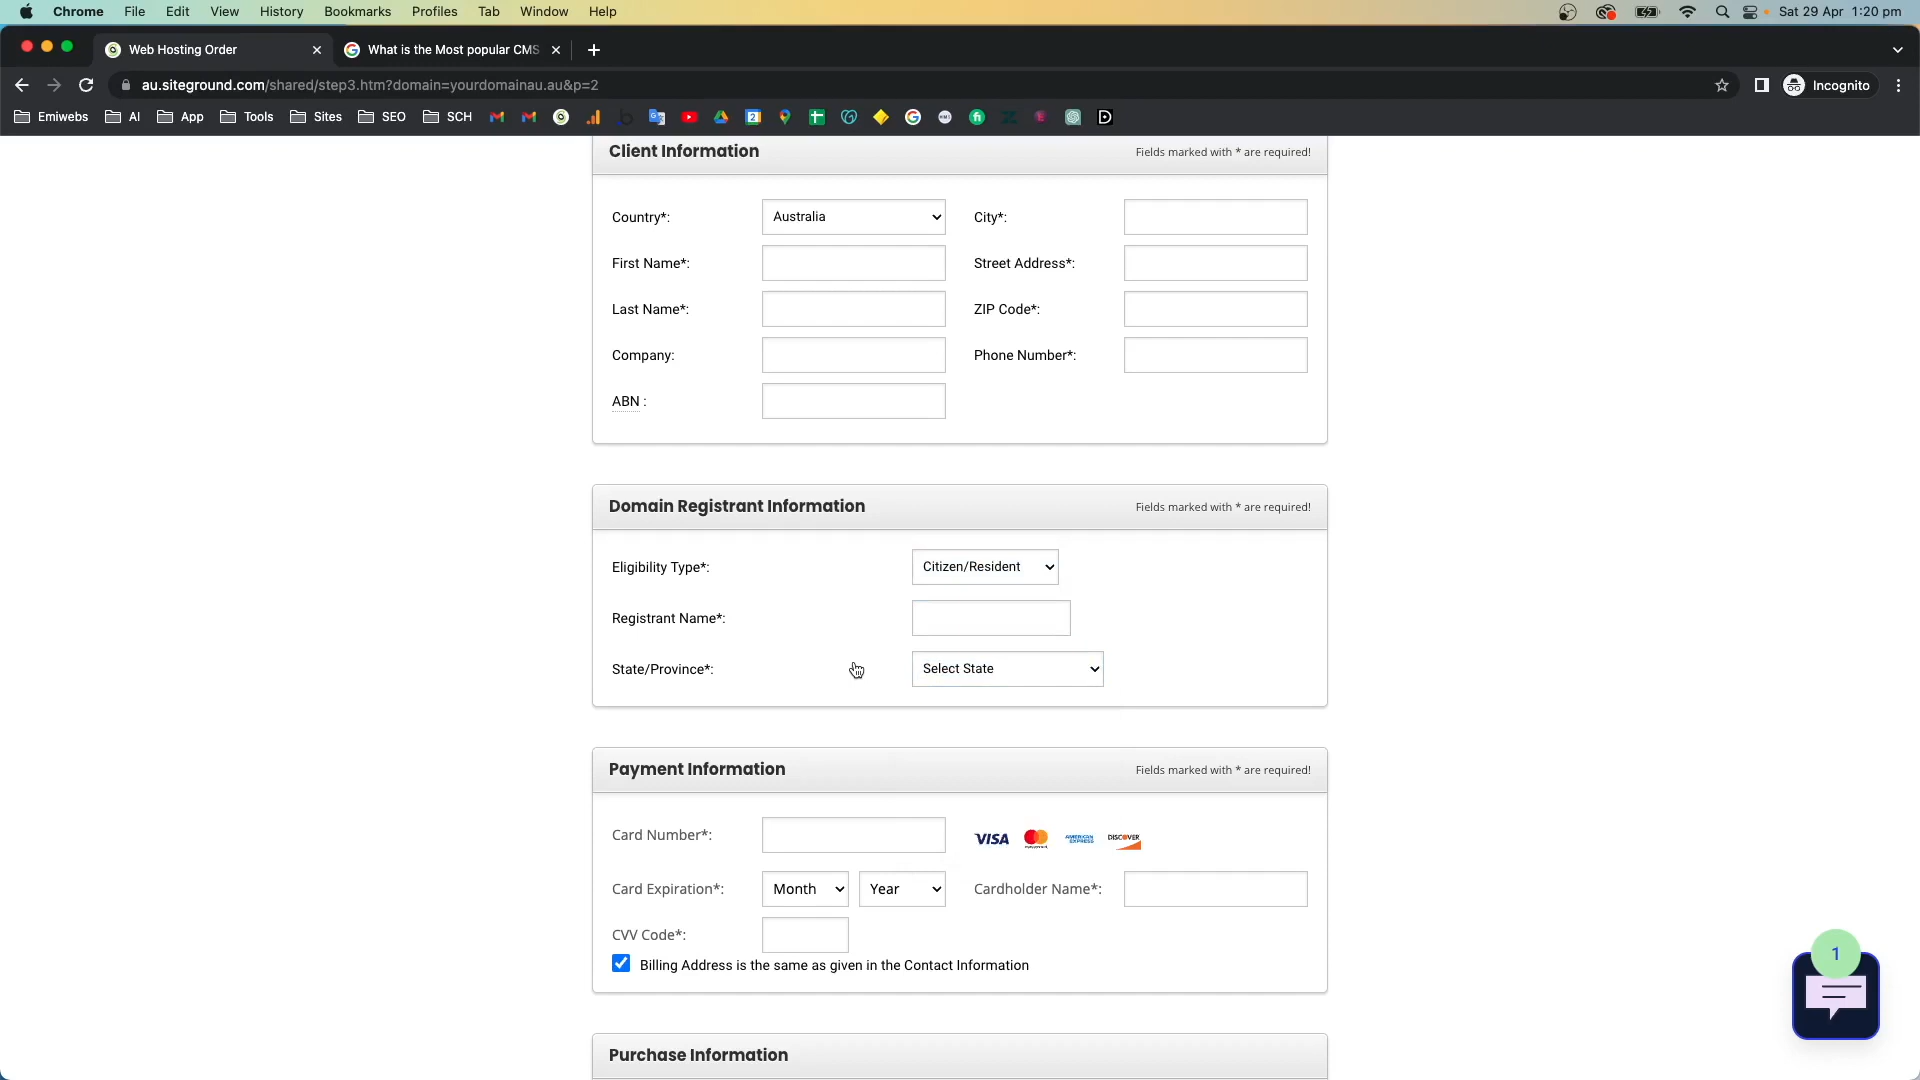 Chrome File Edit View History Bookmarks Profiles Tab Window Help Sat 29 Apr 1:20 pm
Web Hosting Order What is the Most popular CMS
au.siteground.com/shared/step3.htm?domain=yourdomainau.au&p=2 Incognito
Emiwebs AI App Tools Sites SEO SCH
Client Information Fields marked with * are required!
Country*: Australia City*:
First Name*: Street Address*:
Last Name*: ZIP Code*:
Company: Phone Number*:
ABN :
Domain Registrant Information Fields marked with * are required!
Eligibility Type*: Citizen/Resident
Registrant Name*:
State/Province*: Select State
Payment Information Fields marked with * are required!
Card Number*: VISA AMERICAN EXPRESS DISCOVER
Card Expiration*: Month Year Cardholder Name*:
CVV Code*:
Billing Address is the same as given in the Contact Information
1
Purchase Information